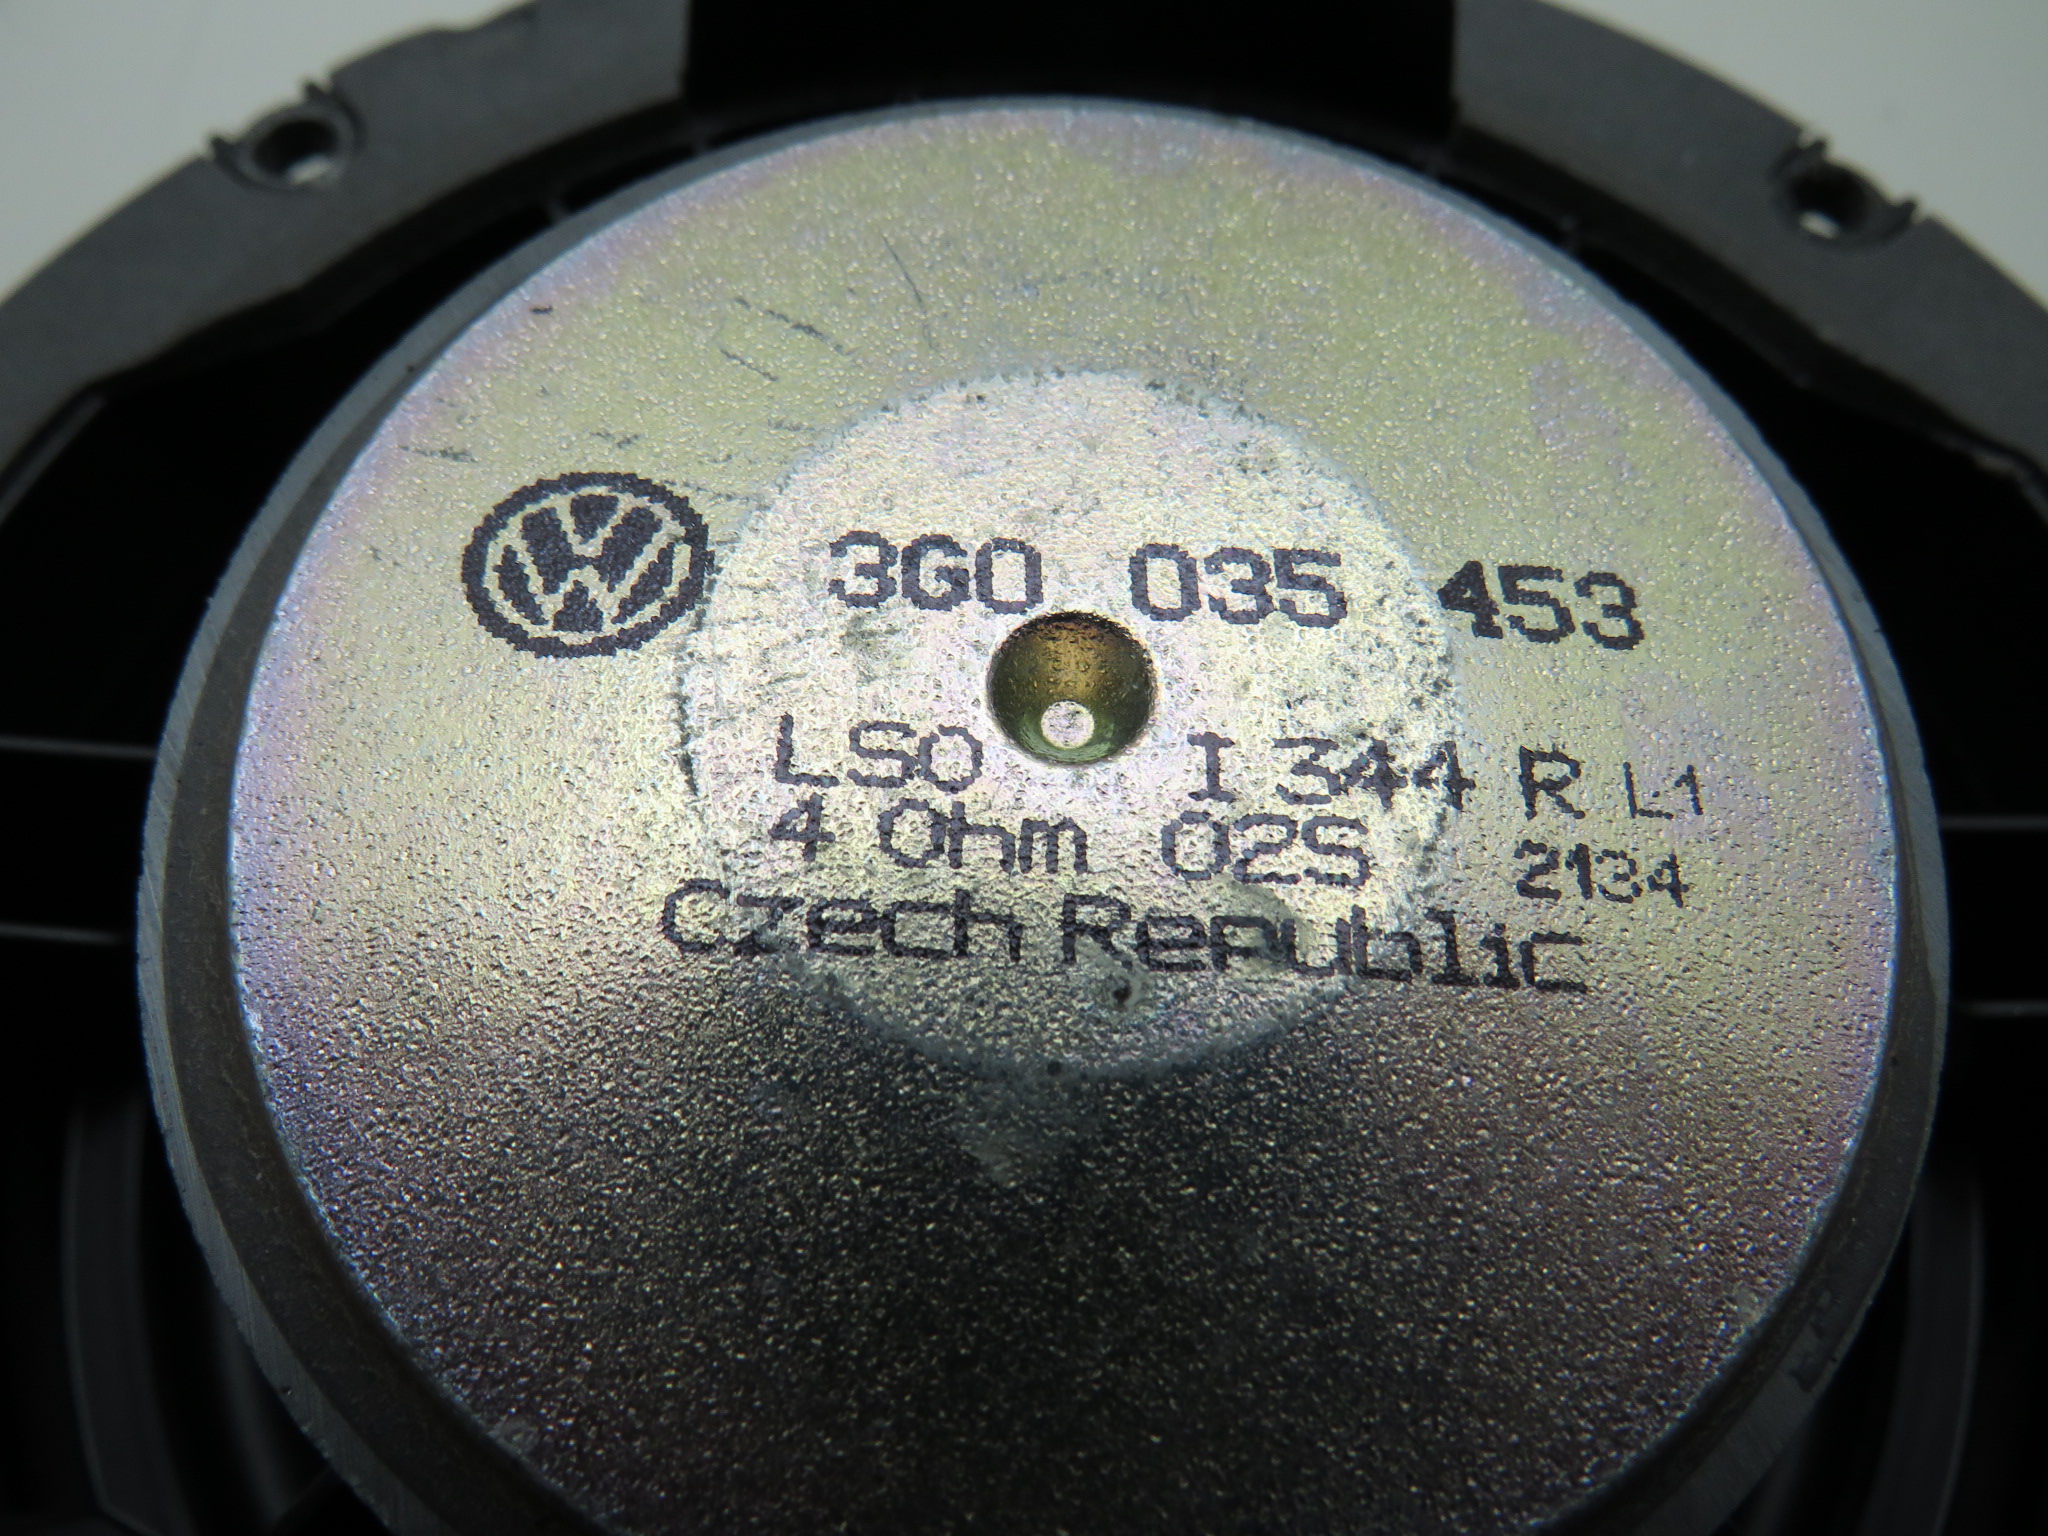 3G0 035 453
LSO I 344 R L1
4 Ohm 02S 2134
Czech Republic